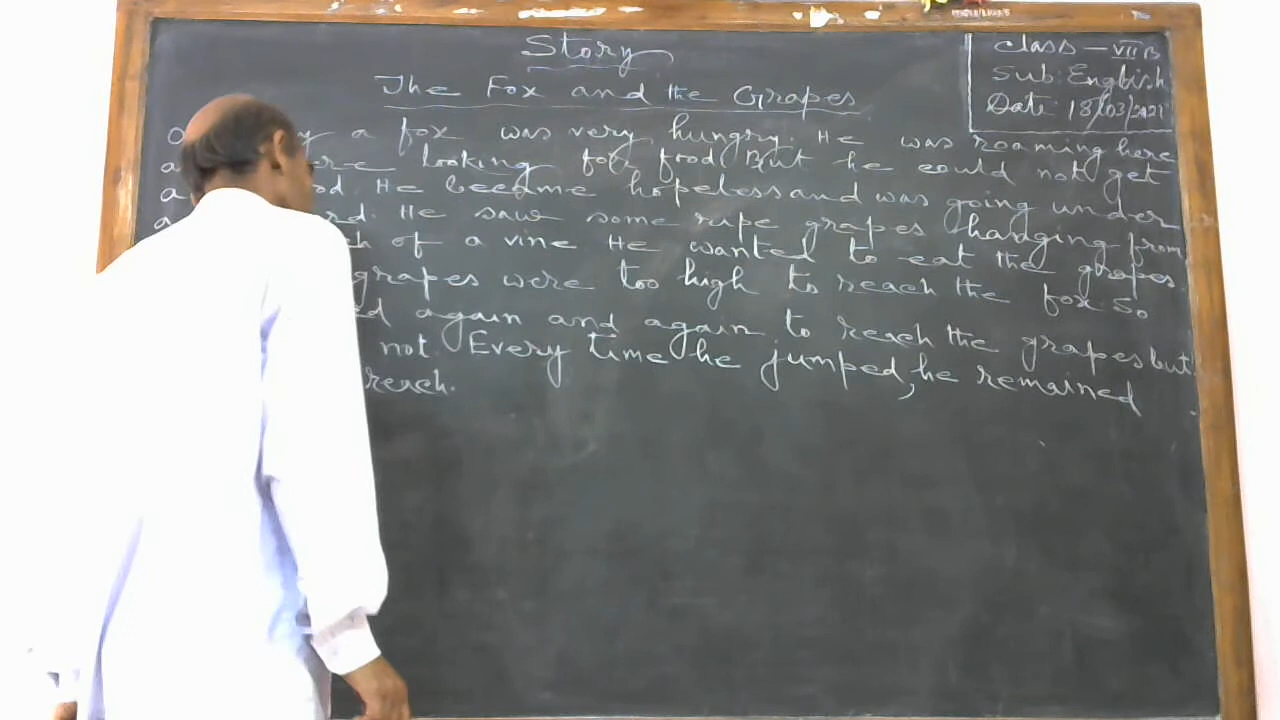 Story
The Fox and the Grapes
Class - VII B
Sub: English
Date: 18/03/2021
a fox was very hungry. He was roaming here
looking for food. But he could not get
He became hopeless and was going under
He saw some ripe grapes hanging from
of a vine He wanted to eat the grapes.
grapes were too high to reach the fox. So
again and again to reach the grapes but
not. Every time he jumped, he remained
reach.